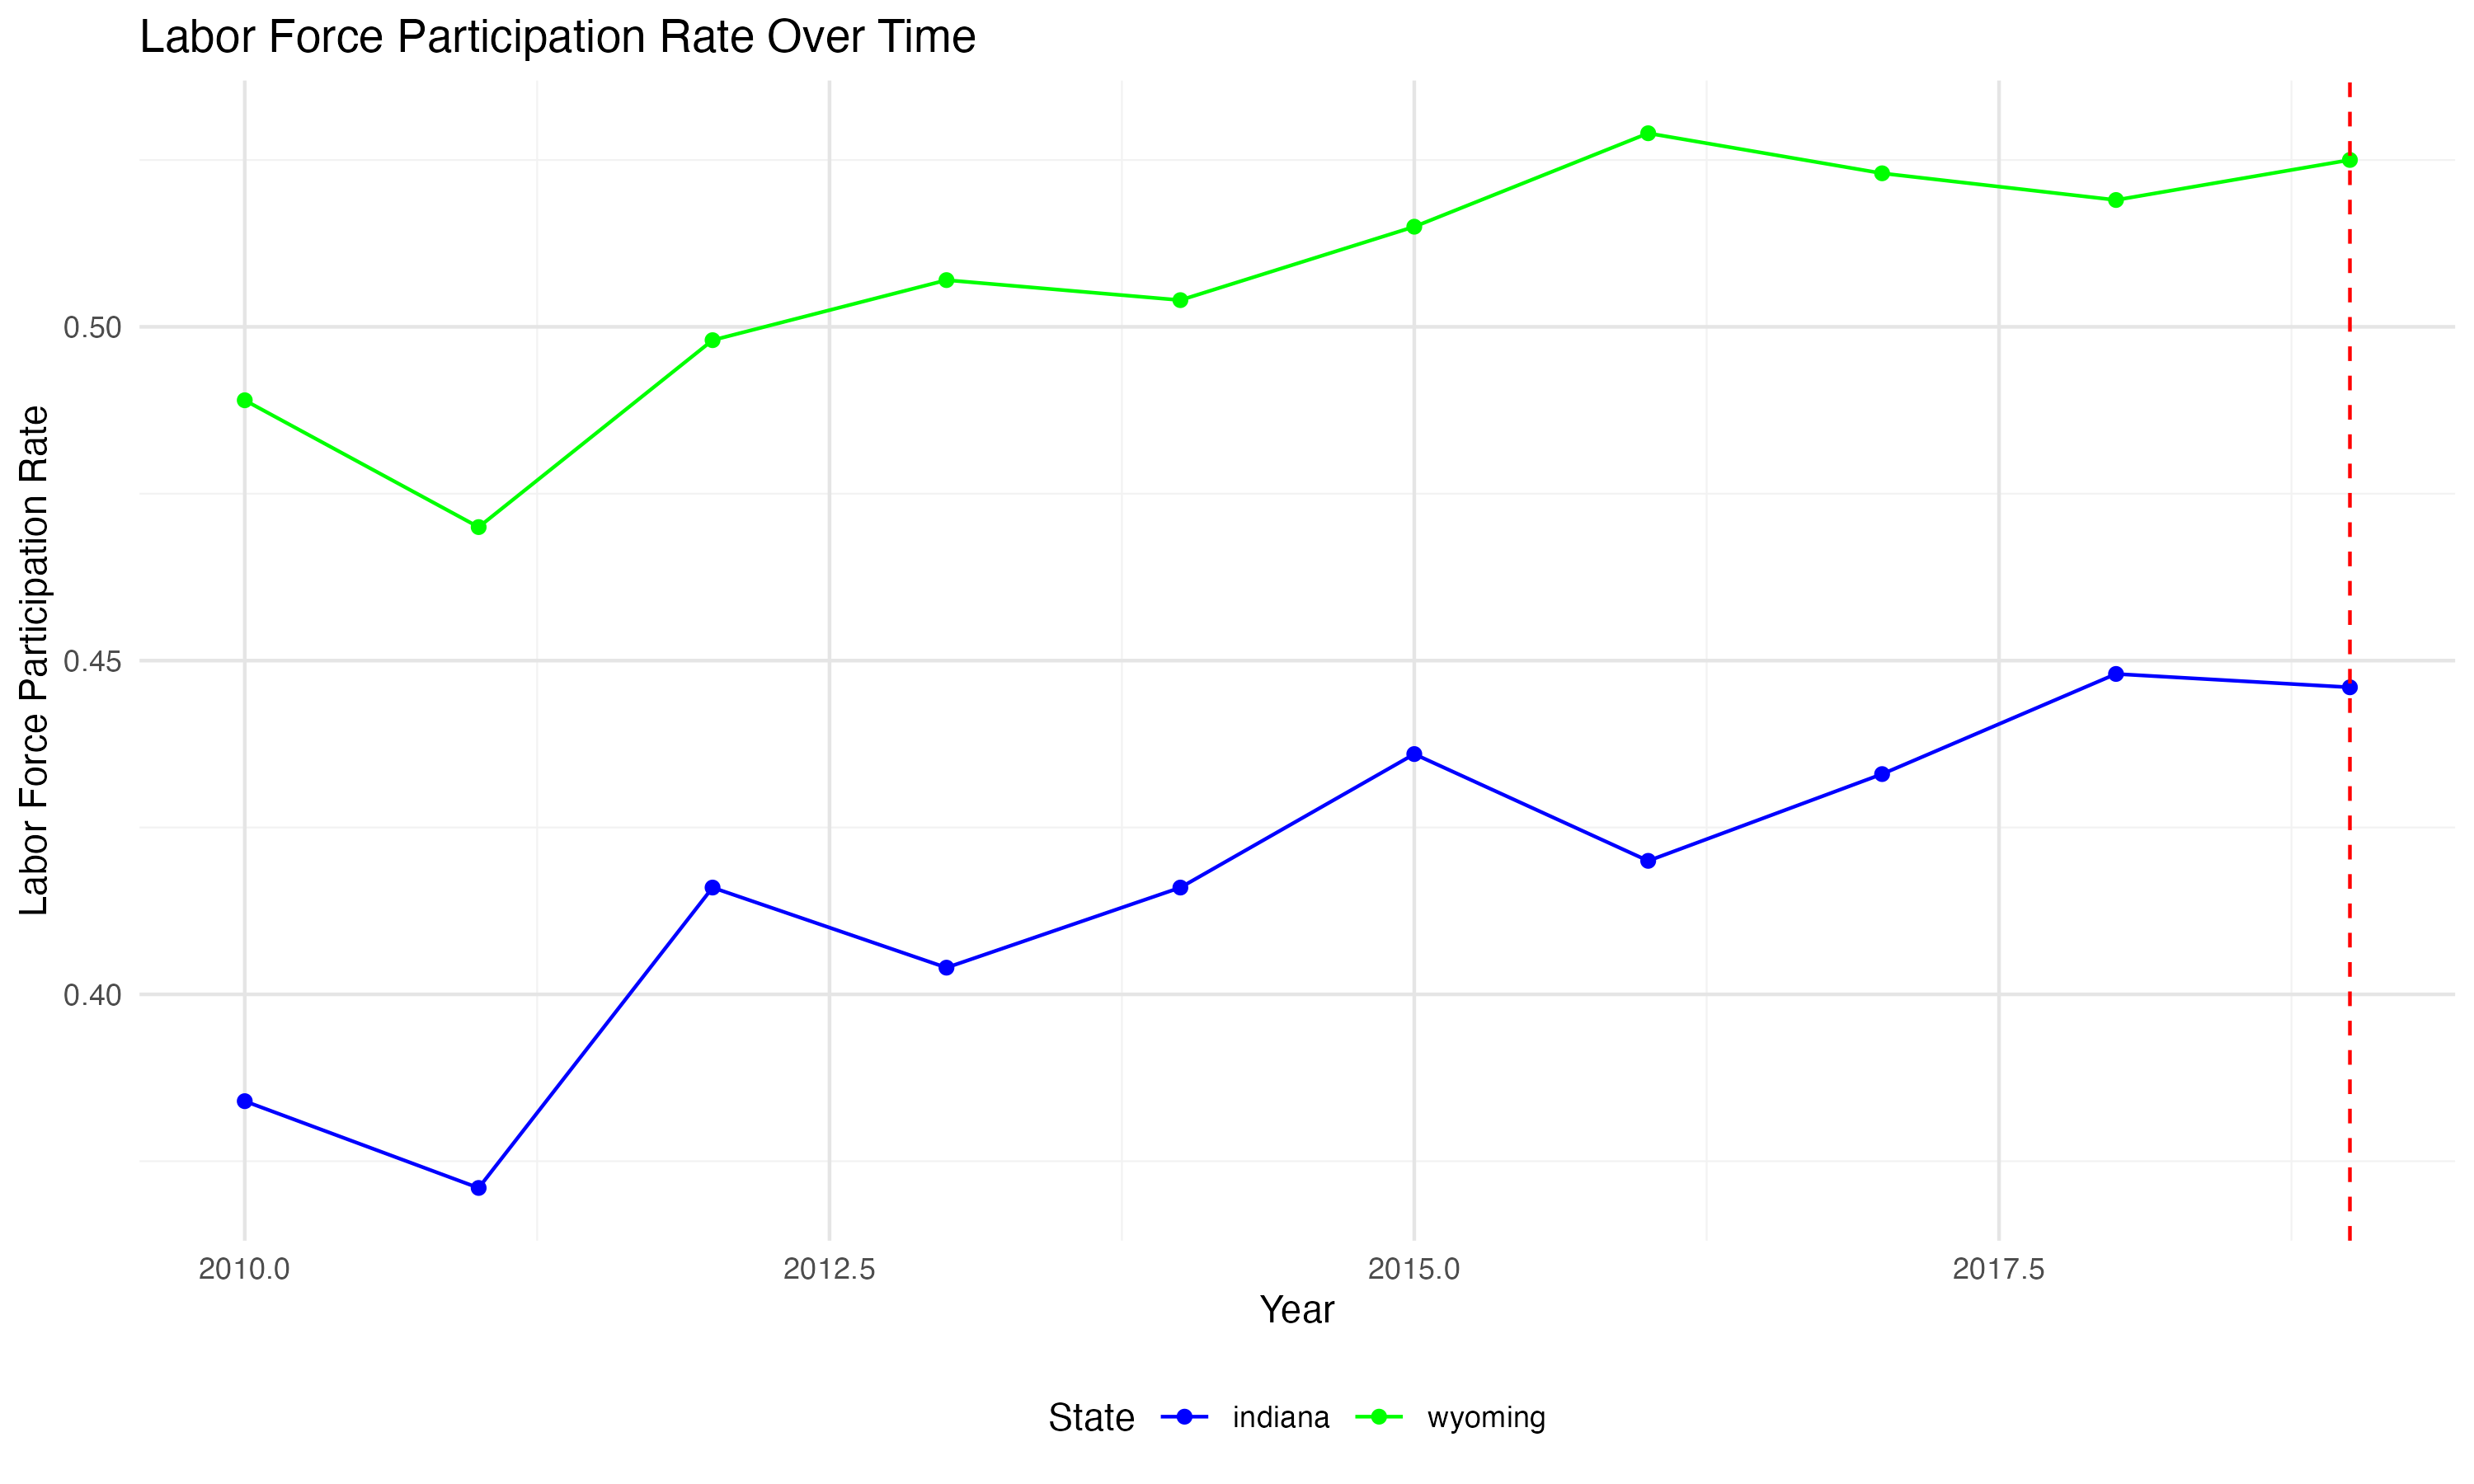 Labor Force Participation Rate Over Time
Labor Force Participation Rate
0.50
0.45
0.40
2010.0 2012.5 2015.0 2017.5
Year
State indiana wyoming